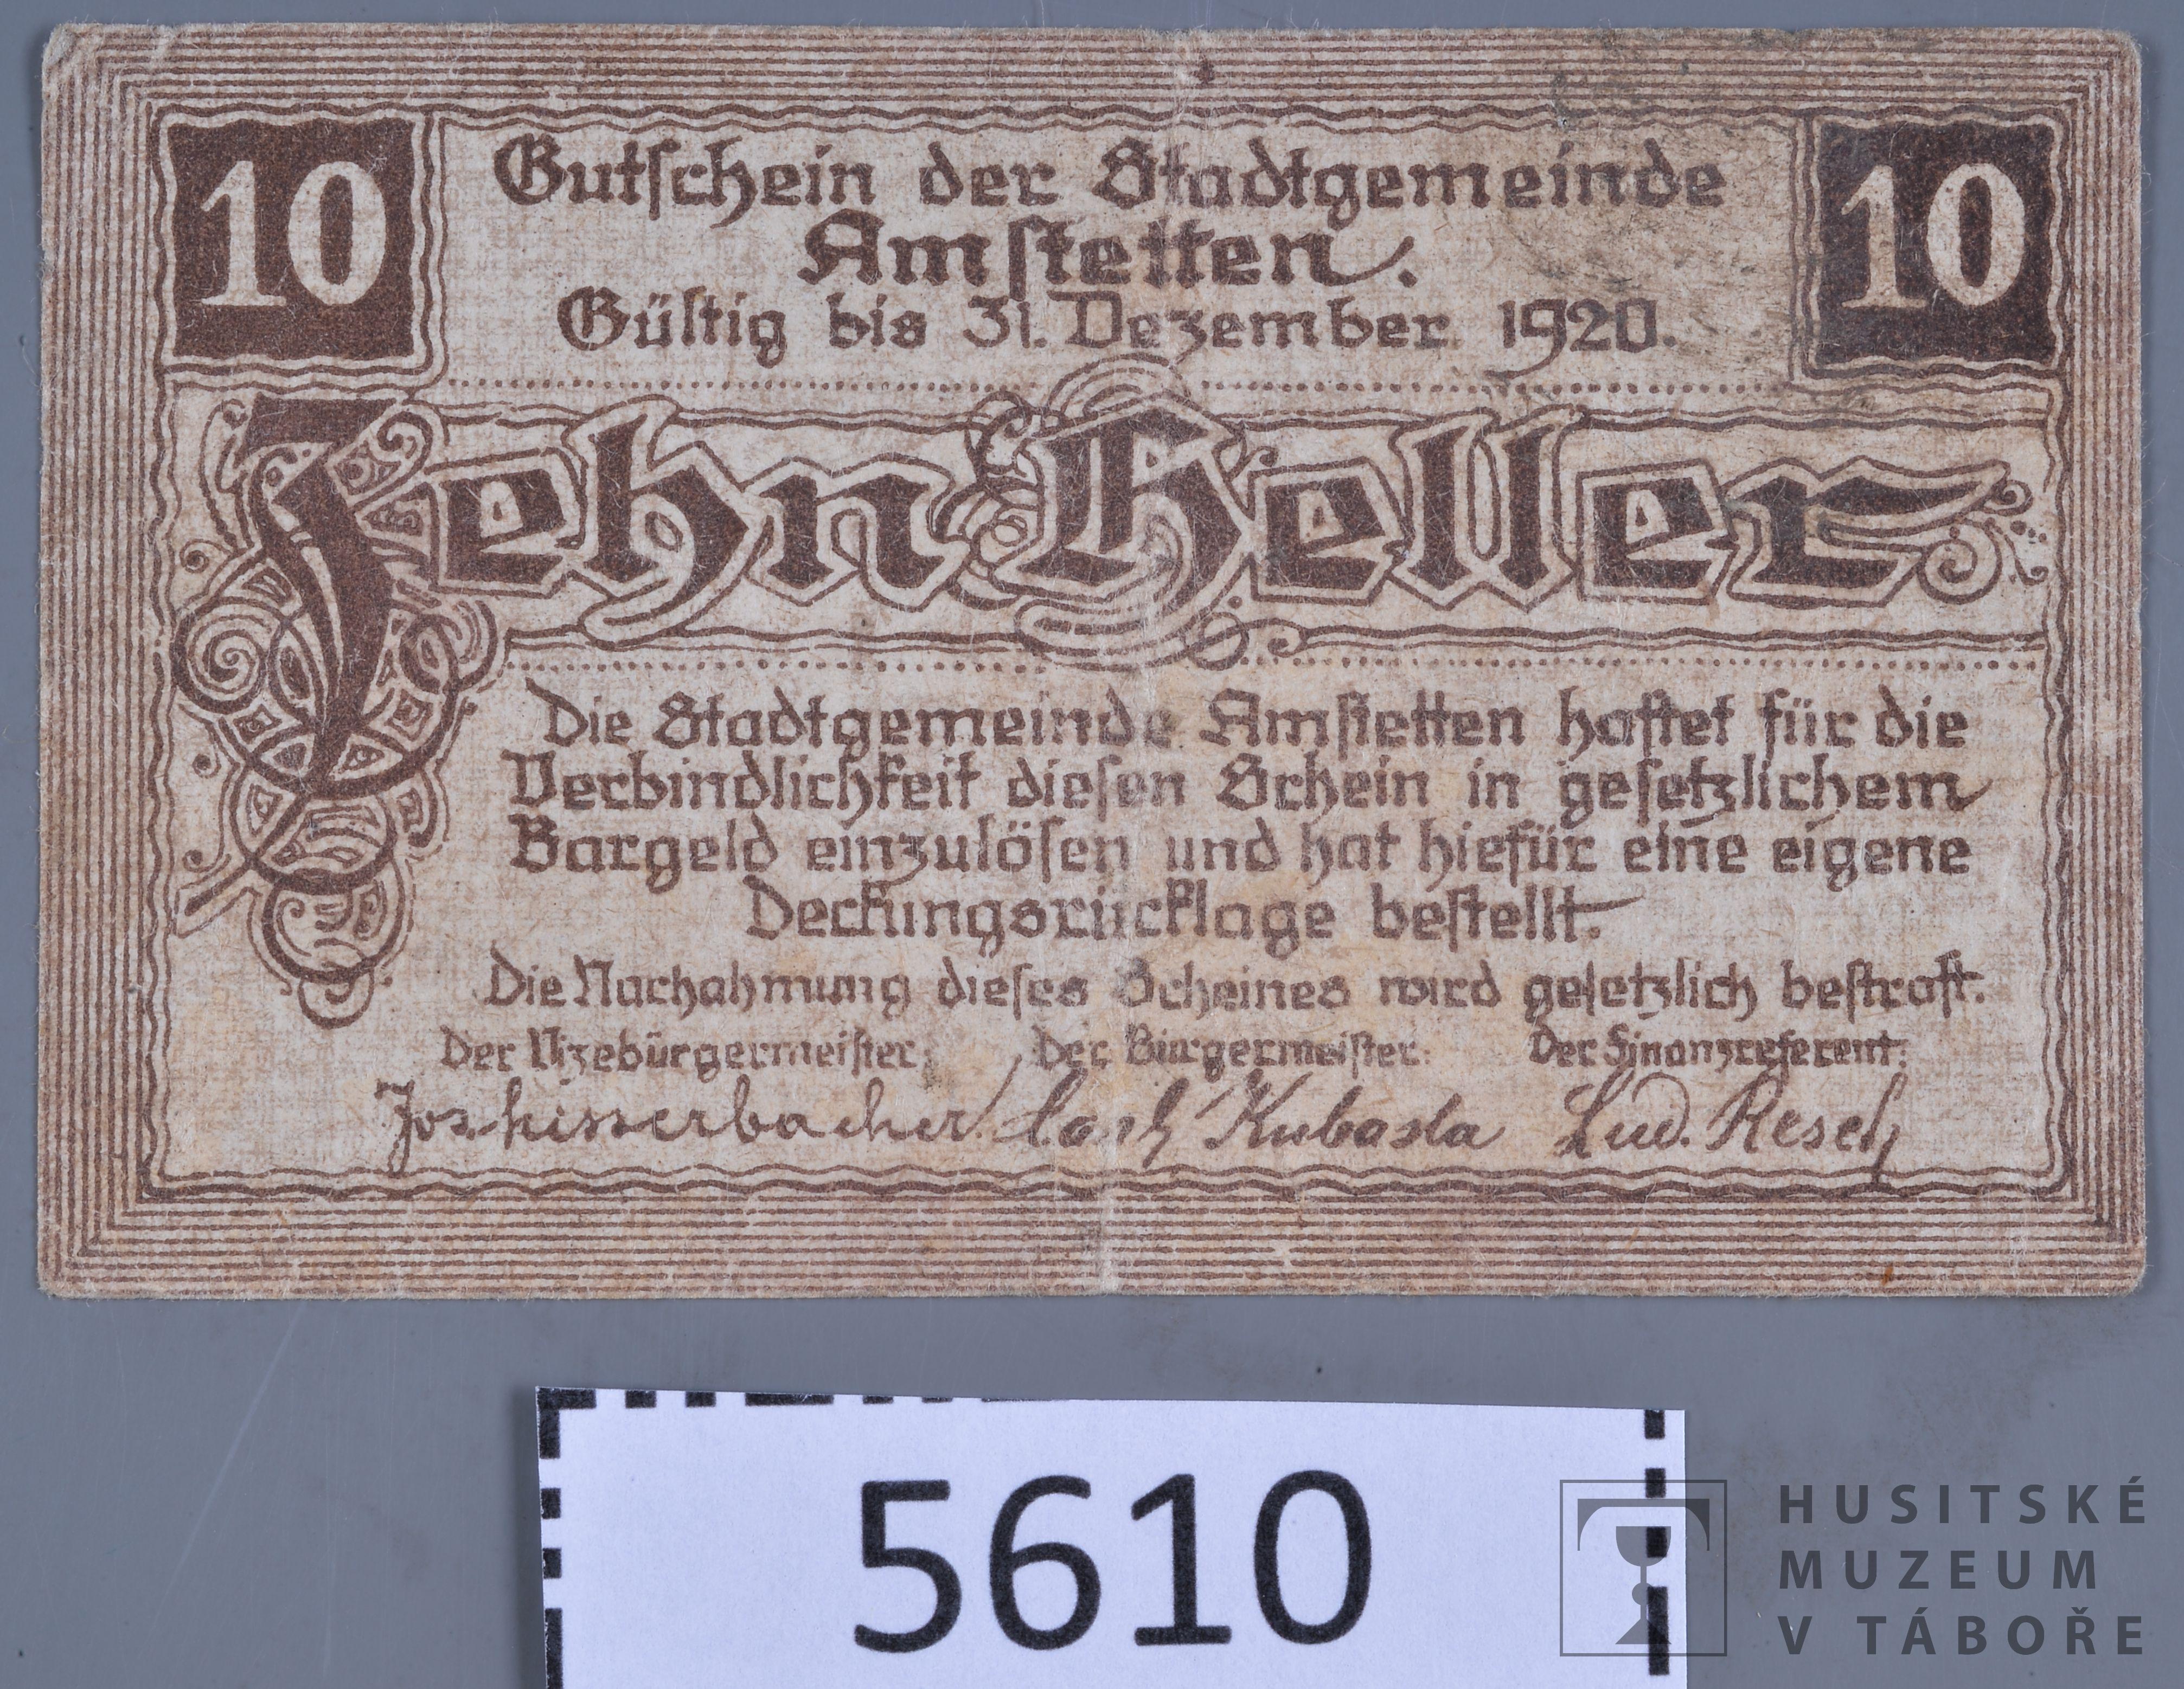 10
10
Gutschein der Stadtgemeinde
Amstetten.
Gültig bis 31. Dezember 1920.
Zehn Heller
Die Stadtgemeinde Amstetten haftet für die
Verbindlichkeit diesen Schein in gesetzlichem
Bargeld einzulösen und hat hiefür eine eigene
Deckungsrücklage bestellt.
Die Nachahmung dieses Scheines wird gesetzlich bestraft.
Der Vizebürgermeister: Der Bürgermeister: Der Finanzreferent:
Jos. Kubasta Lud. Resch
5610
HUSITSKÉ
MUZEUM
V TÁBOŘE